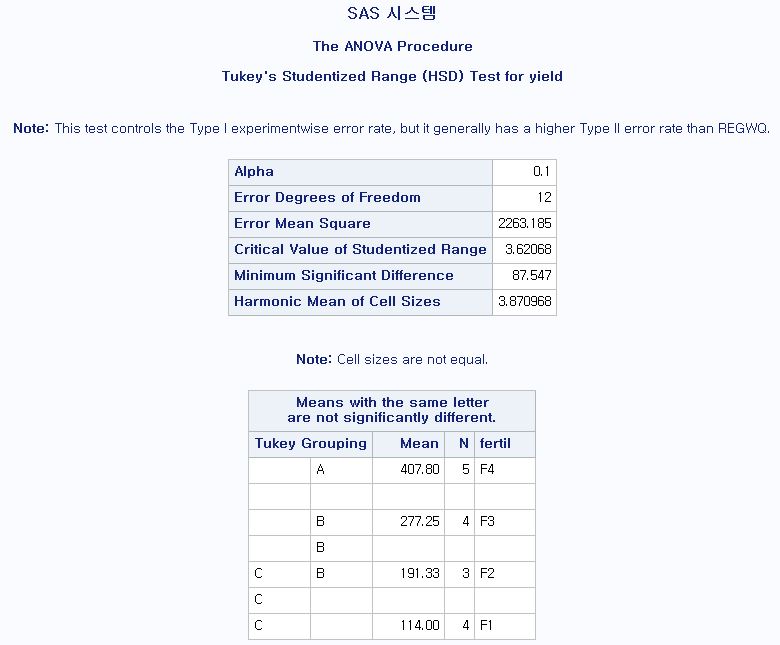 SAS 시스템
The ANOVA Procedure
Tukey's Studentized Range (HSD) Test for yield
Note: This test controls the Type I experimentwise error rate, but it generally has a higher Type II error rate than REGWQ.
Alpha 0.1
Error Degrees of Freedom 12
Error Mean Square 2263.185
Critical Value of Studentized Range 3.62068
Minimum Significant Difference 87.547
Harmonic Mean of Cell Sizes 3.870968
Note: Cell sizes are not equal.
Means with the same letter
are not significantly different.
Tukey Grouping Mean N fertil
A 407.80 5 F4
B 277.25 4 F3
B
C B 191.33 3 F2
C
C 114.00 4 F1